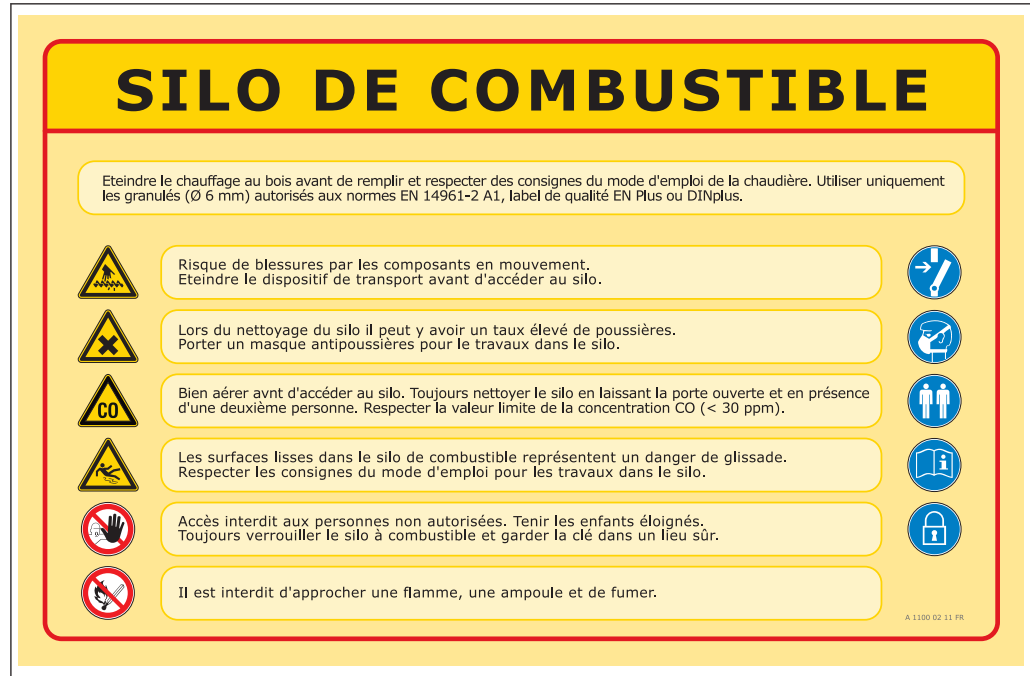 SILO DE COMBUSTIBLE
Eteindre le chauffage au bois avant de remplir et respecter des consignes du mode d'emploi de la chaudière. Utiliser uniquement
les granulés (Ø 6 mm) autorisés aux normes EN 14961-2 A1, label de qualité EN Plus ou DINplus.
Risque de blessures par les composants en mouvement.
Eteindre le dispositif de transport avant d'accéder au silo.
Lors du nettoyage du silo il peut y avoir un taux élevé de poussières.
Porter un masque antipoussières pour le travaux dans le silo.
CO
Bien aérer avnt d'accéder au silo. Toujours nettoyer le silo en laissant la porte ouverte et en présence
d'une deuxième personne. Respecter la valeur limite de la concentration CO (< 30 ppm).
Les surfaces lisses dans le silo de combustible représentent un danger de glissade.
Respecter les consignes du mode d'emploi pour les travaux dans le silo.
i
Accès interdit aux personnes non autorisées. Tenir les enfants éloignés.
Toujours verrouiller le silo à combustible et garder la clé dans un lieu sûr.
Il est interdit d'approcher une flamme, une ampoule et de fumer.
A 1100 02 11 FR